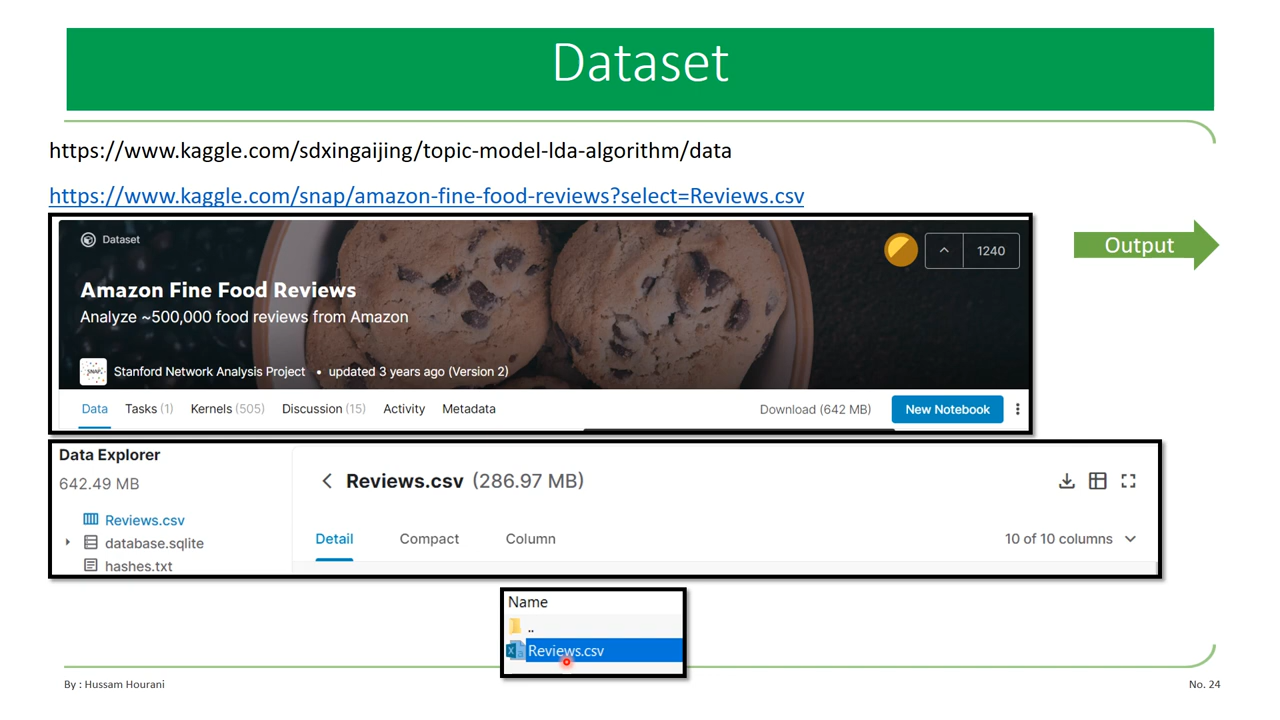 Dataset
https://www.kaggle.com/sdxingaijing/topic-model-lda-algorithm/data
https://www.kaggle.com/snap/amazon-fine-food-reviews?select=Reviews.csv
Dataset
1240
Output
Amazon Fine Food Reviews
Analyze ~500,000 food reviews from Amazon
SNAP
Stanford Network Analysis Project • updated 3 years ago (Version 2)
Data Tasks (1) Kernels (505) Discussion (15) Activity Metadata Download (642 MB) New Notebook
Data Explorer
642.49 MB
Reviews.csv (286.97 MB)
Reviews.csv
database.sqlite
hashes.txt
Detail Compact Column 10 of 10 columns
Name
..
Reviews.csv
By : Hussam Hourani
No. 24